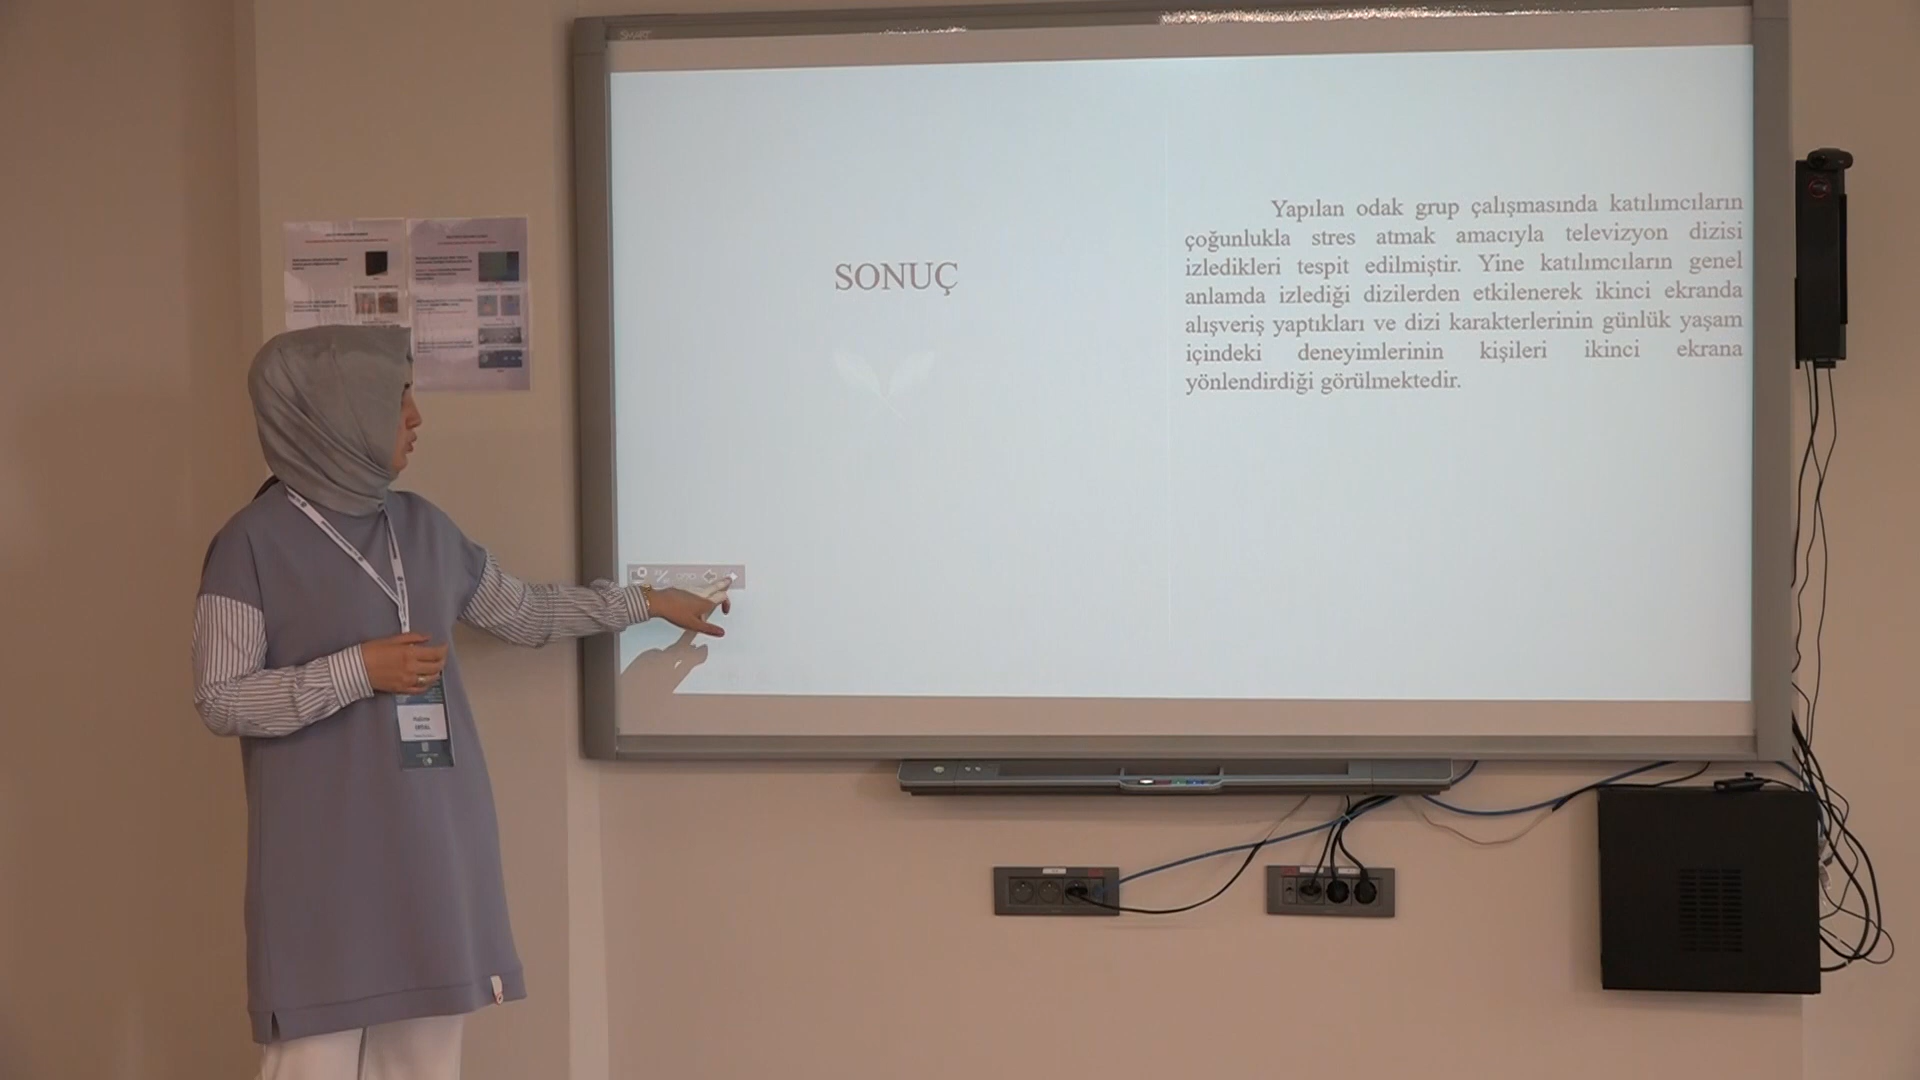 SMART
SONUÇ
Yapılan odak grup çalışmasında katılımcıların
çoğunlukla stres atmak amacıyla televizyon dizisi
izledikleri tespit edilmiştir. Yine katılımcıların genel
anlamda izlediği dizilerden etkilenerek ikinci ekranda
alışveriş yaptıkları ve dizi karakterlerinin günlük yaşam
içindeki deneyimlerinin kişileri ikinci ekrana
yönlendirdiği görülmektedir.